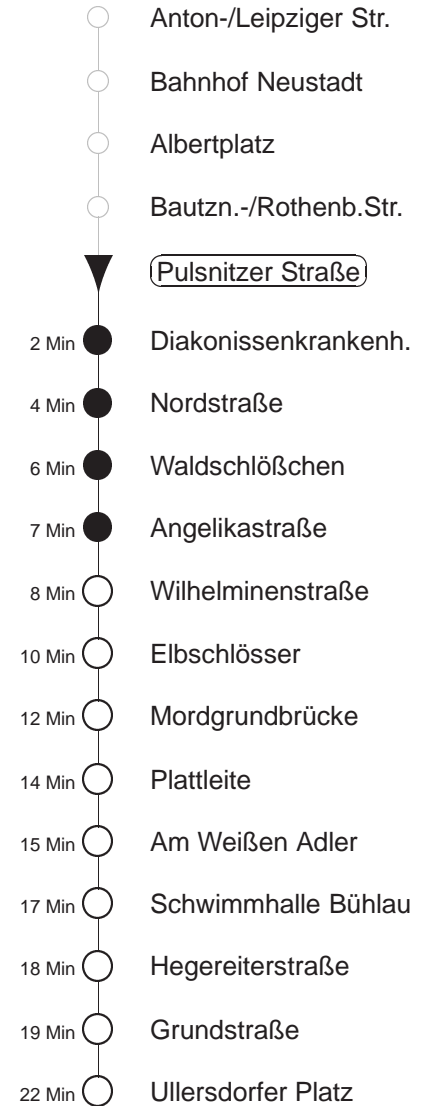 Anton-/Leipziger Str.
Bahnhof Neustadt
Albertplatz
Bautzn.-/Rothenb.Str.
Pulsnitzer Straße
2 Min Diakonissenkrankenh.
4 Min Nordstraße
6 Min Waldschlößchen
7 Min Angelikastraße
8 Min Wilhelminenstraße
10 Min Elbschlösser
12 Min Mordgrundbrücke
14 Min Plattleite
15 Min Am Weißen Adler
17 Min Schwimmhalle Bühlau
18 Min Hegereiterstraße
19 Min Grundstraße
22 Min Ullersdorfer Platz